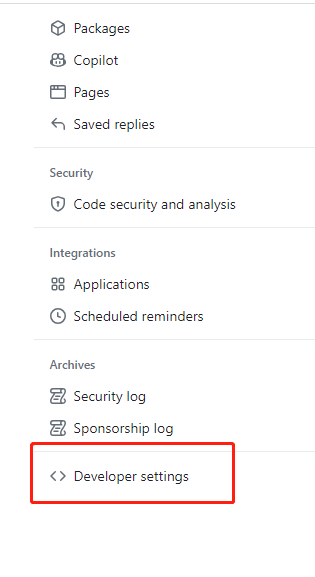 Packages
Copilot
Pages
Saved replies
Security
Code security and analysis
Integrations
Applications
Scheduled reminders
Archives
Security log
Sponsorship log
Developer settings